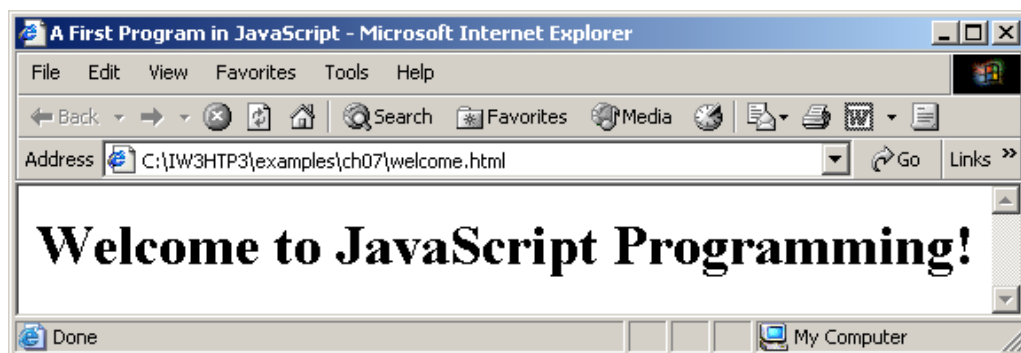 A First Program in JavaScript - Microsoft Internet Explorer
File Edit View Favorites Tools Help
Back Search Favorites Media W
Address C:\IW3HTP3\examples\ch07\welcome.html Go Links »
Welcome to JavaScript Programming!
Done My Computer